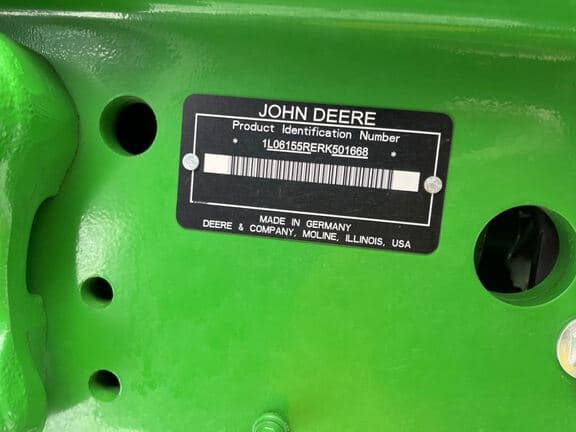 JOHN DEERE
Product Identification Number
* 1L06155RERK501668 *
MADE IN GERMANY
DEERE & COMPANY, MOLINE, ILLINOIS, USA